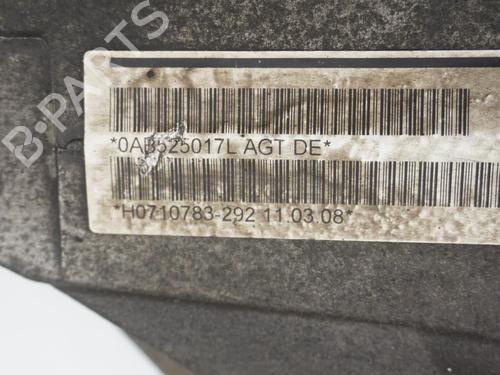 B-PARTS
*0AB525017L AGT DE*
*H0710783-292 11.03.08*